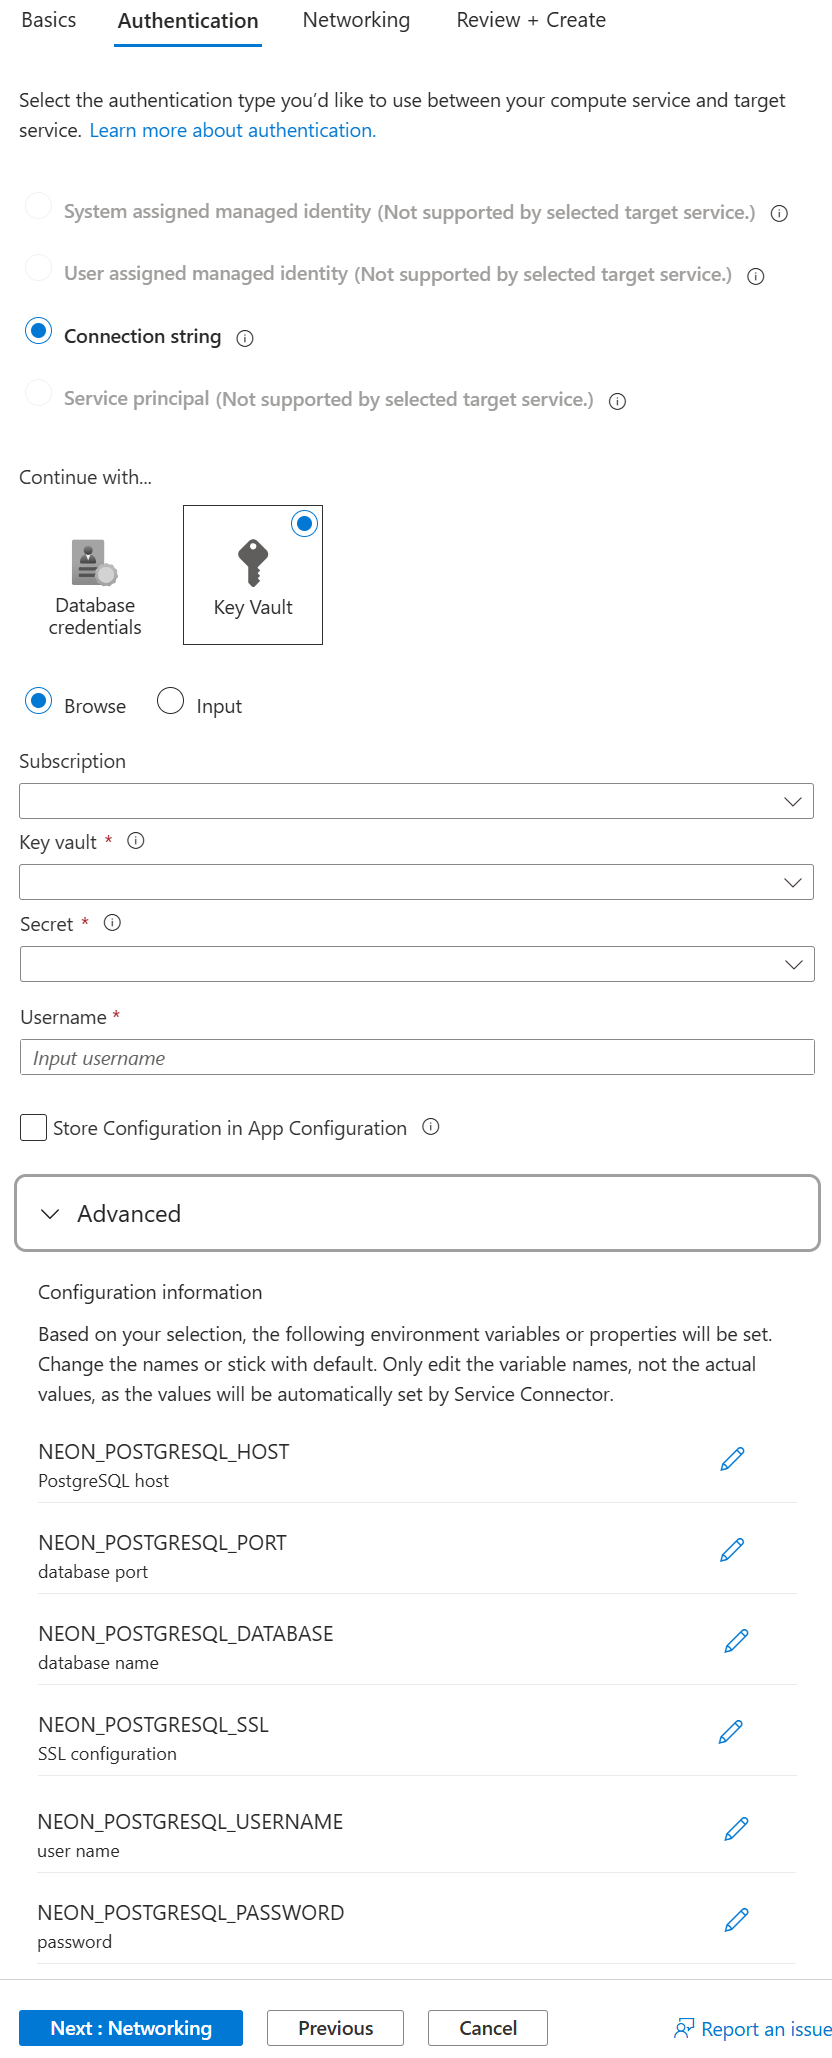 Basics Authentication Networking Review + Create
Select the authentication type you’d like to use between your compute service and target
service. Learn more about authentication.
System assigned managed identity (Not supported by selected target service.)
User assigned managed identity (Not supported by selected target service.)
Connection string
Service principal (Not supported by selected target service.)
Continue with...
Database
credentials
Key Vault
Browse Input
Subscription
Key vault *
Secret *
Username *
Input username
Store Configuration in App Configuration
Advanced
Configuration information
Based on your selection, the following environment variables or properties will be set.
Change the names or stick with default. Only edit the variable names, not the actual
values, as the values will be automatically set by Service Connector.
NEON_POSTGRESQL_HOST
PostgreSQL host
NEON_POSTGRESQL_PORT
database port
NEON_POSTGRESQL_DATABASE
database name
NEON_POSTGRESQL_SSL
SSL configuration
NEON_POSTGRESQL_USERNAME
user name
NEON_POSTGRESQL_PASSWORD
password
Next : Networking Previous Cancel Report an issue